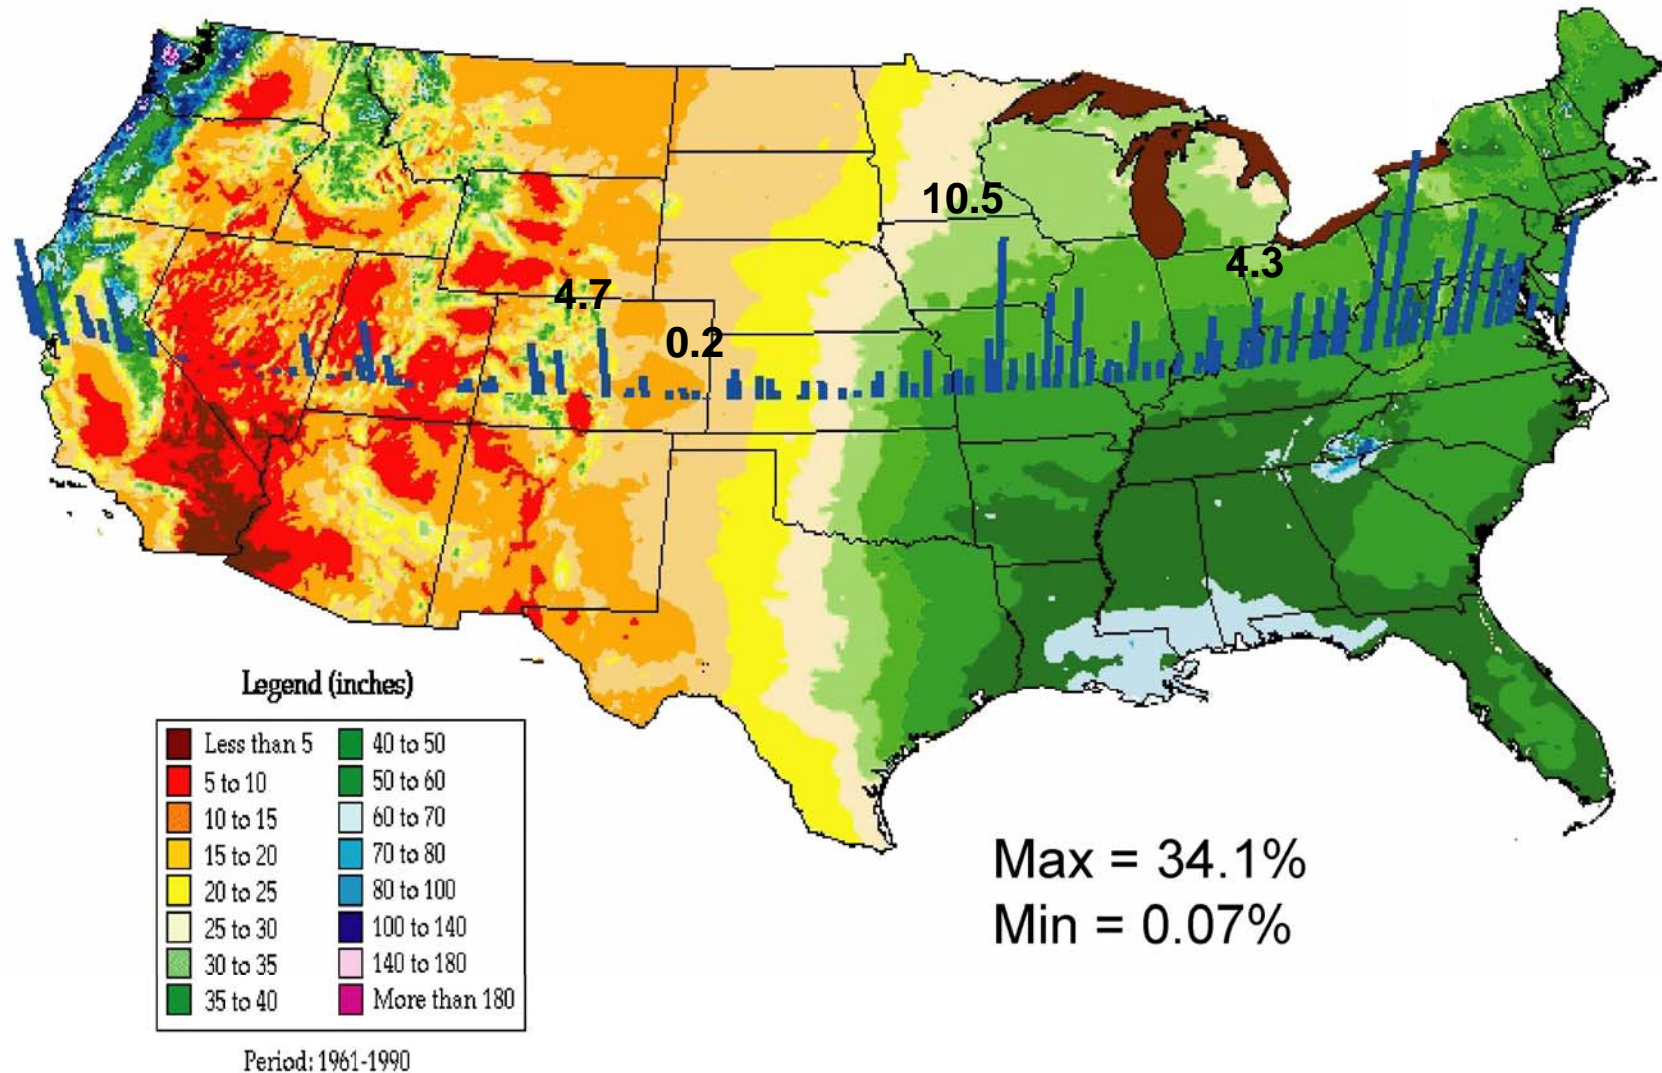 10.5
4.3
4.7
0.2
Legend (inches)
Less than 5
5 to 10
10 to 15
15 to 20
20 to 25
25 to 30
30 to 35
35 to 40
40 to 50
50 to 60
60 to 70
70 to 80
80 to 100
100 to 140
140 to 180
More than 180
Period: 1961-1990
Max = 34.1%
Min = 0.07%